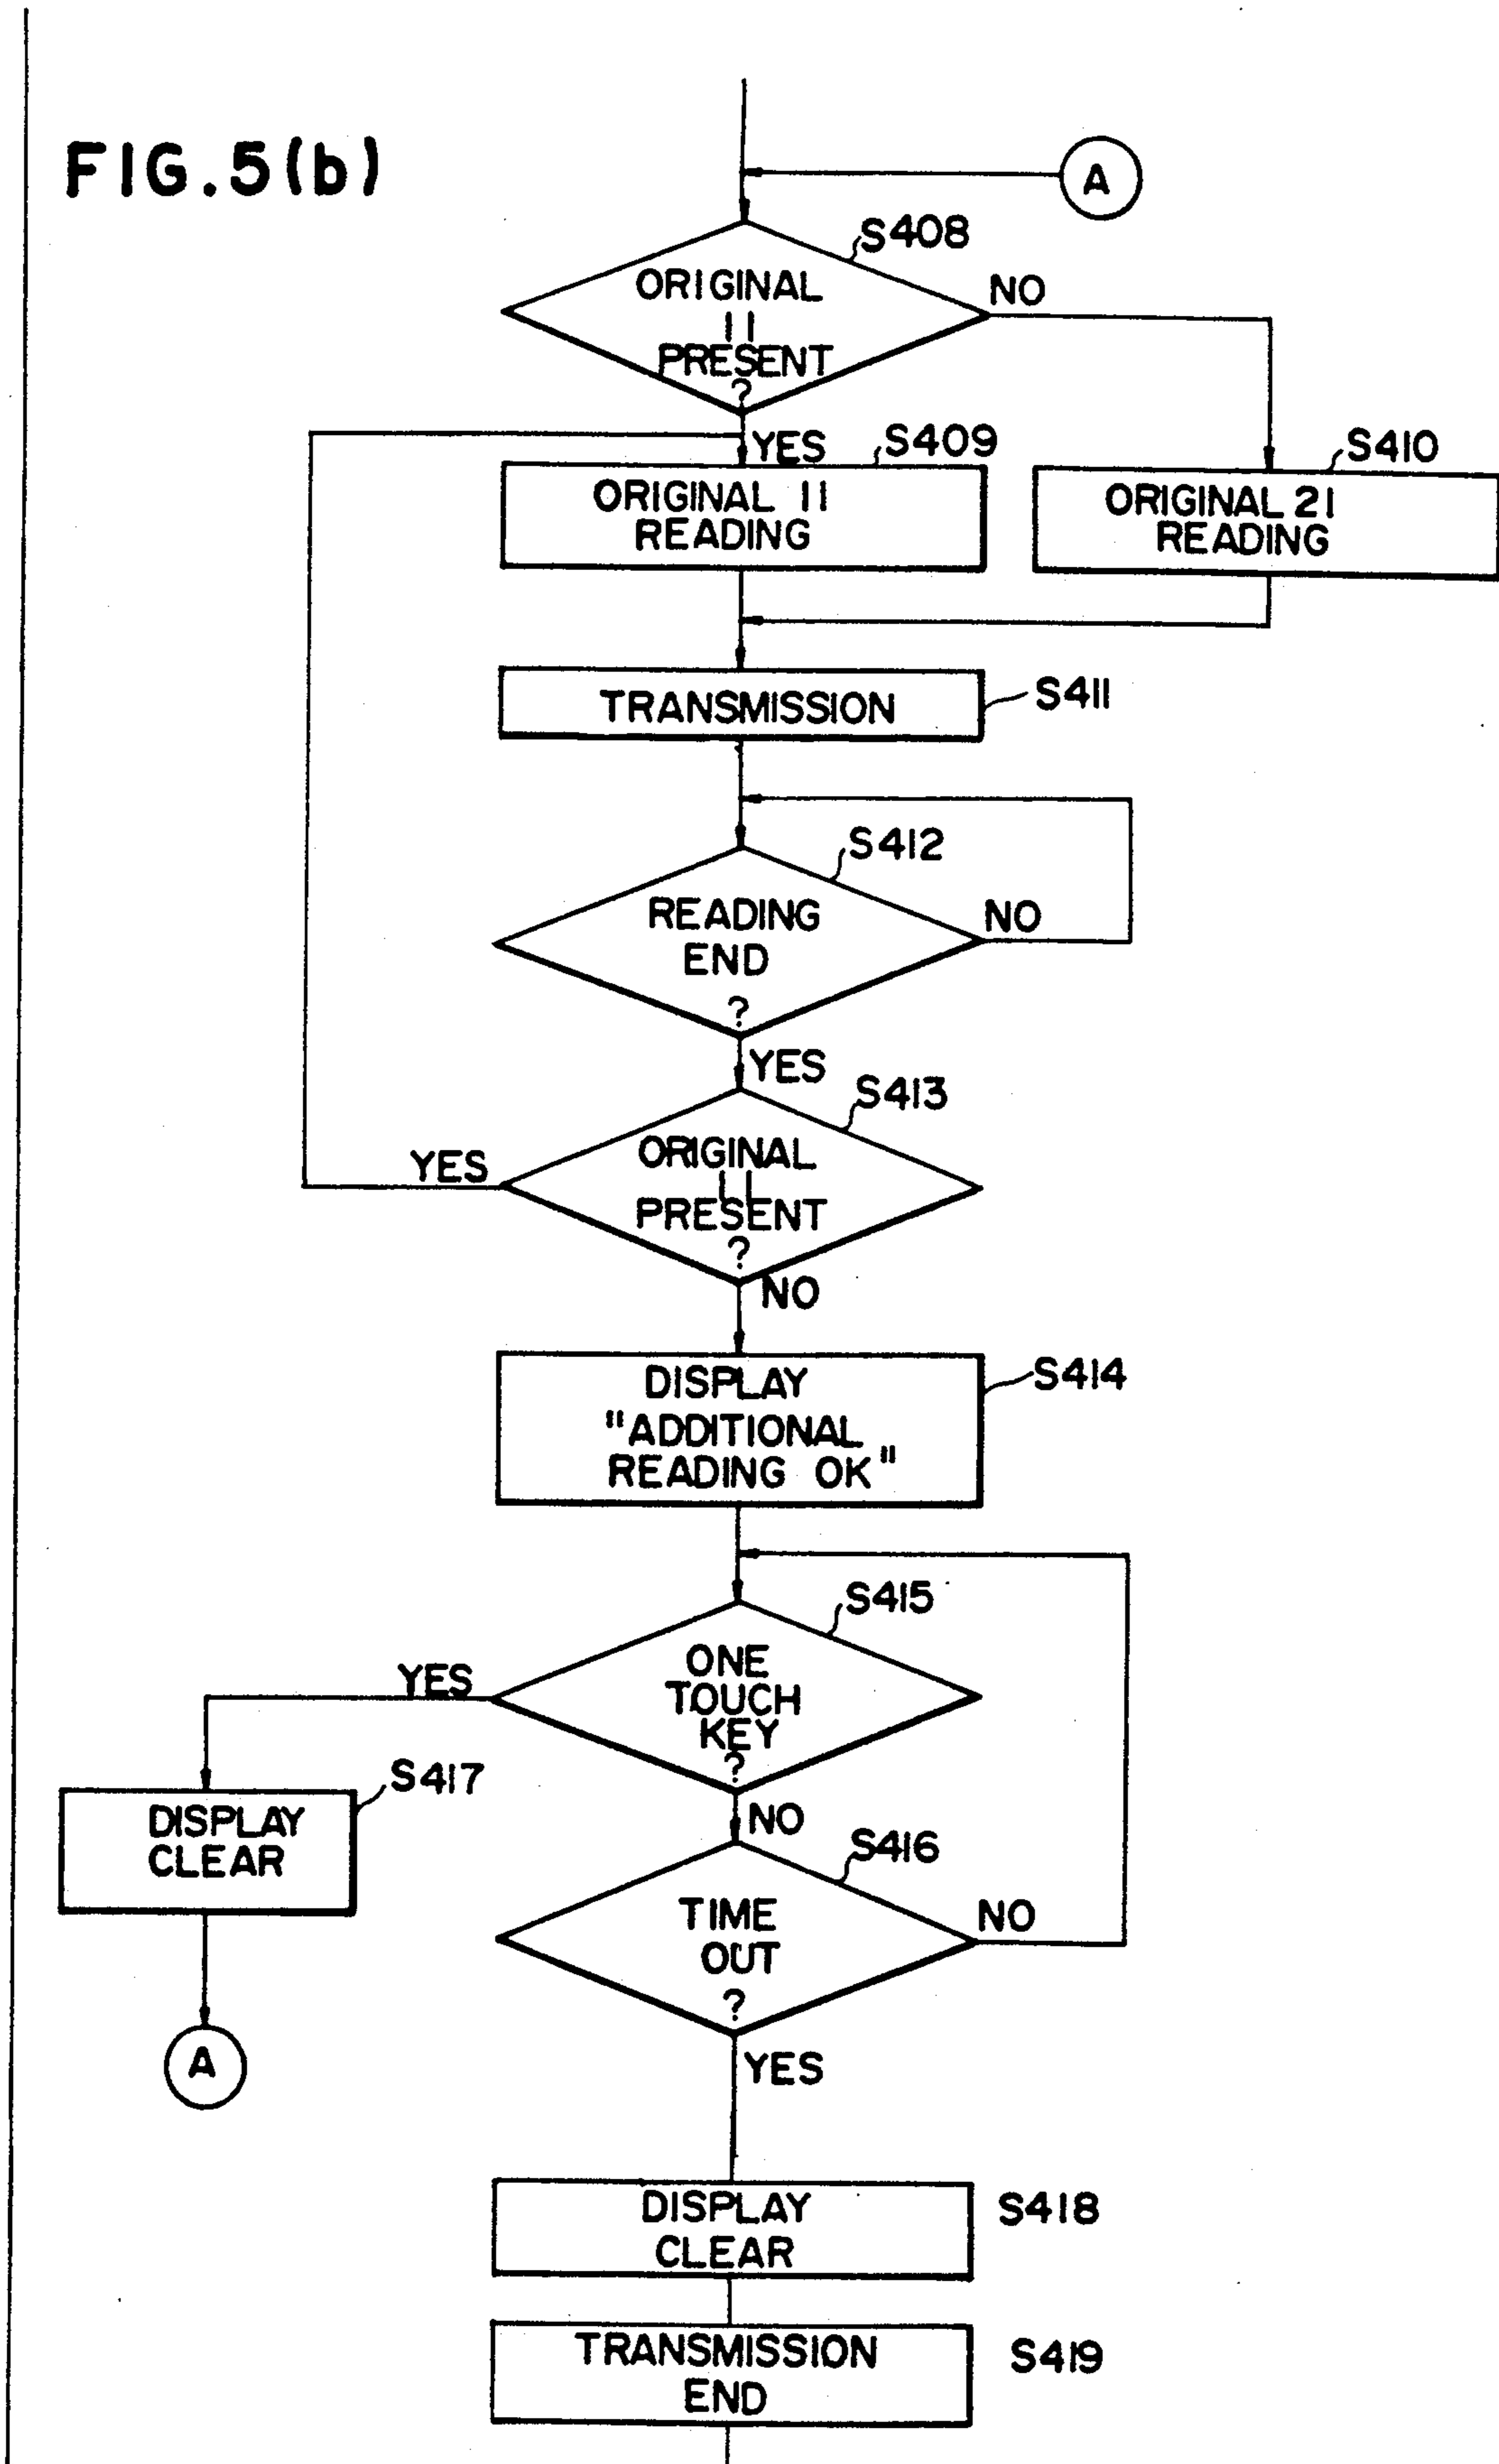 FIG.5(b)
A
S408
ORIGINAL
11
PRESENT
?
NO
YES
S409
ORIGINAL 11
READING
S410
ORIGINAL 21
READING
TRANSMISSION
S411
S412
READING
END
?
NO
YES
S413
ORIGINAL
11
PRESENT
?
YES
NO
DISPLAY
"ADDITIONAL
READING OK"
S414
S415
ONE
TOUCH
KEY
?
YES
NO
S417
DISPLAY
CLEAR
A
S416
TIME
OUT
?
NO
YES
DISPLAY
CLEAR
S418
TRANSMISSION
END
S419